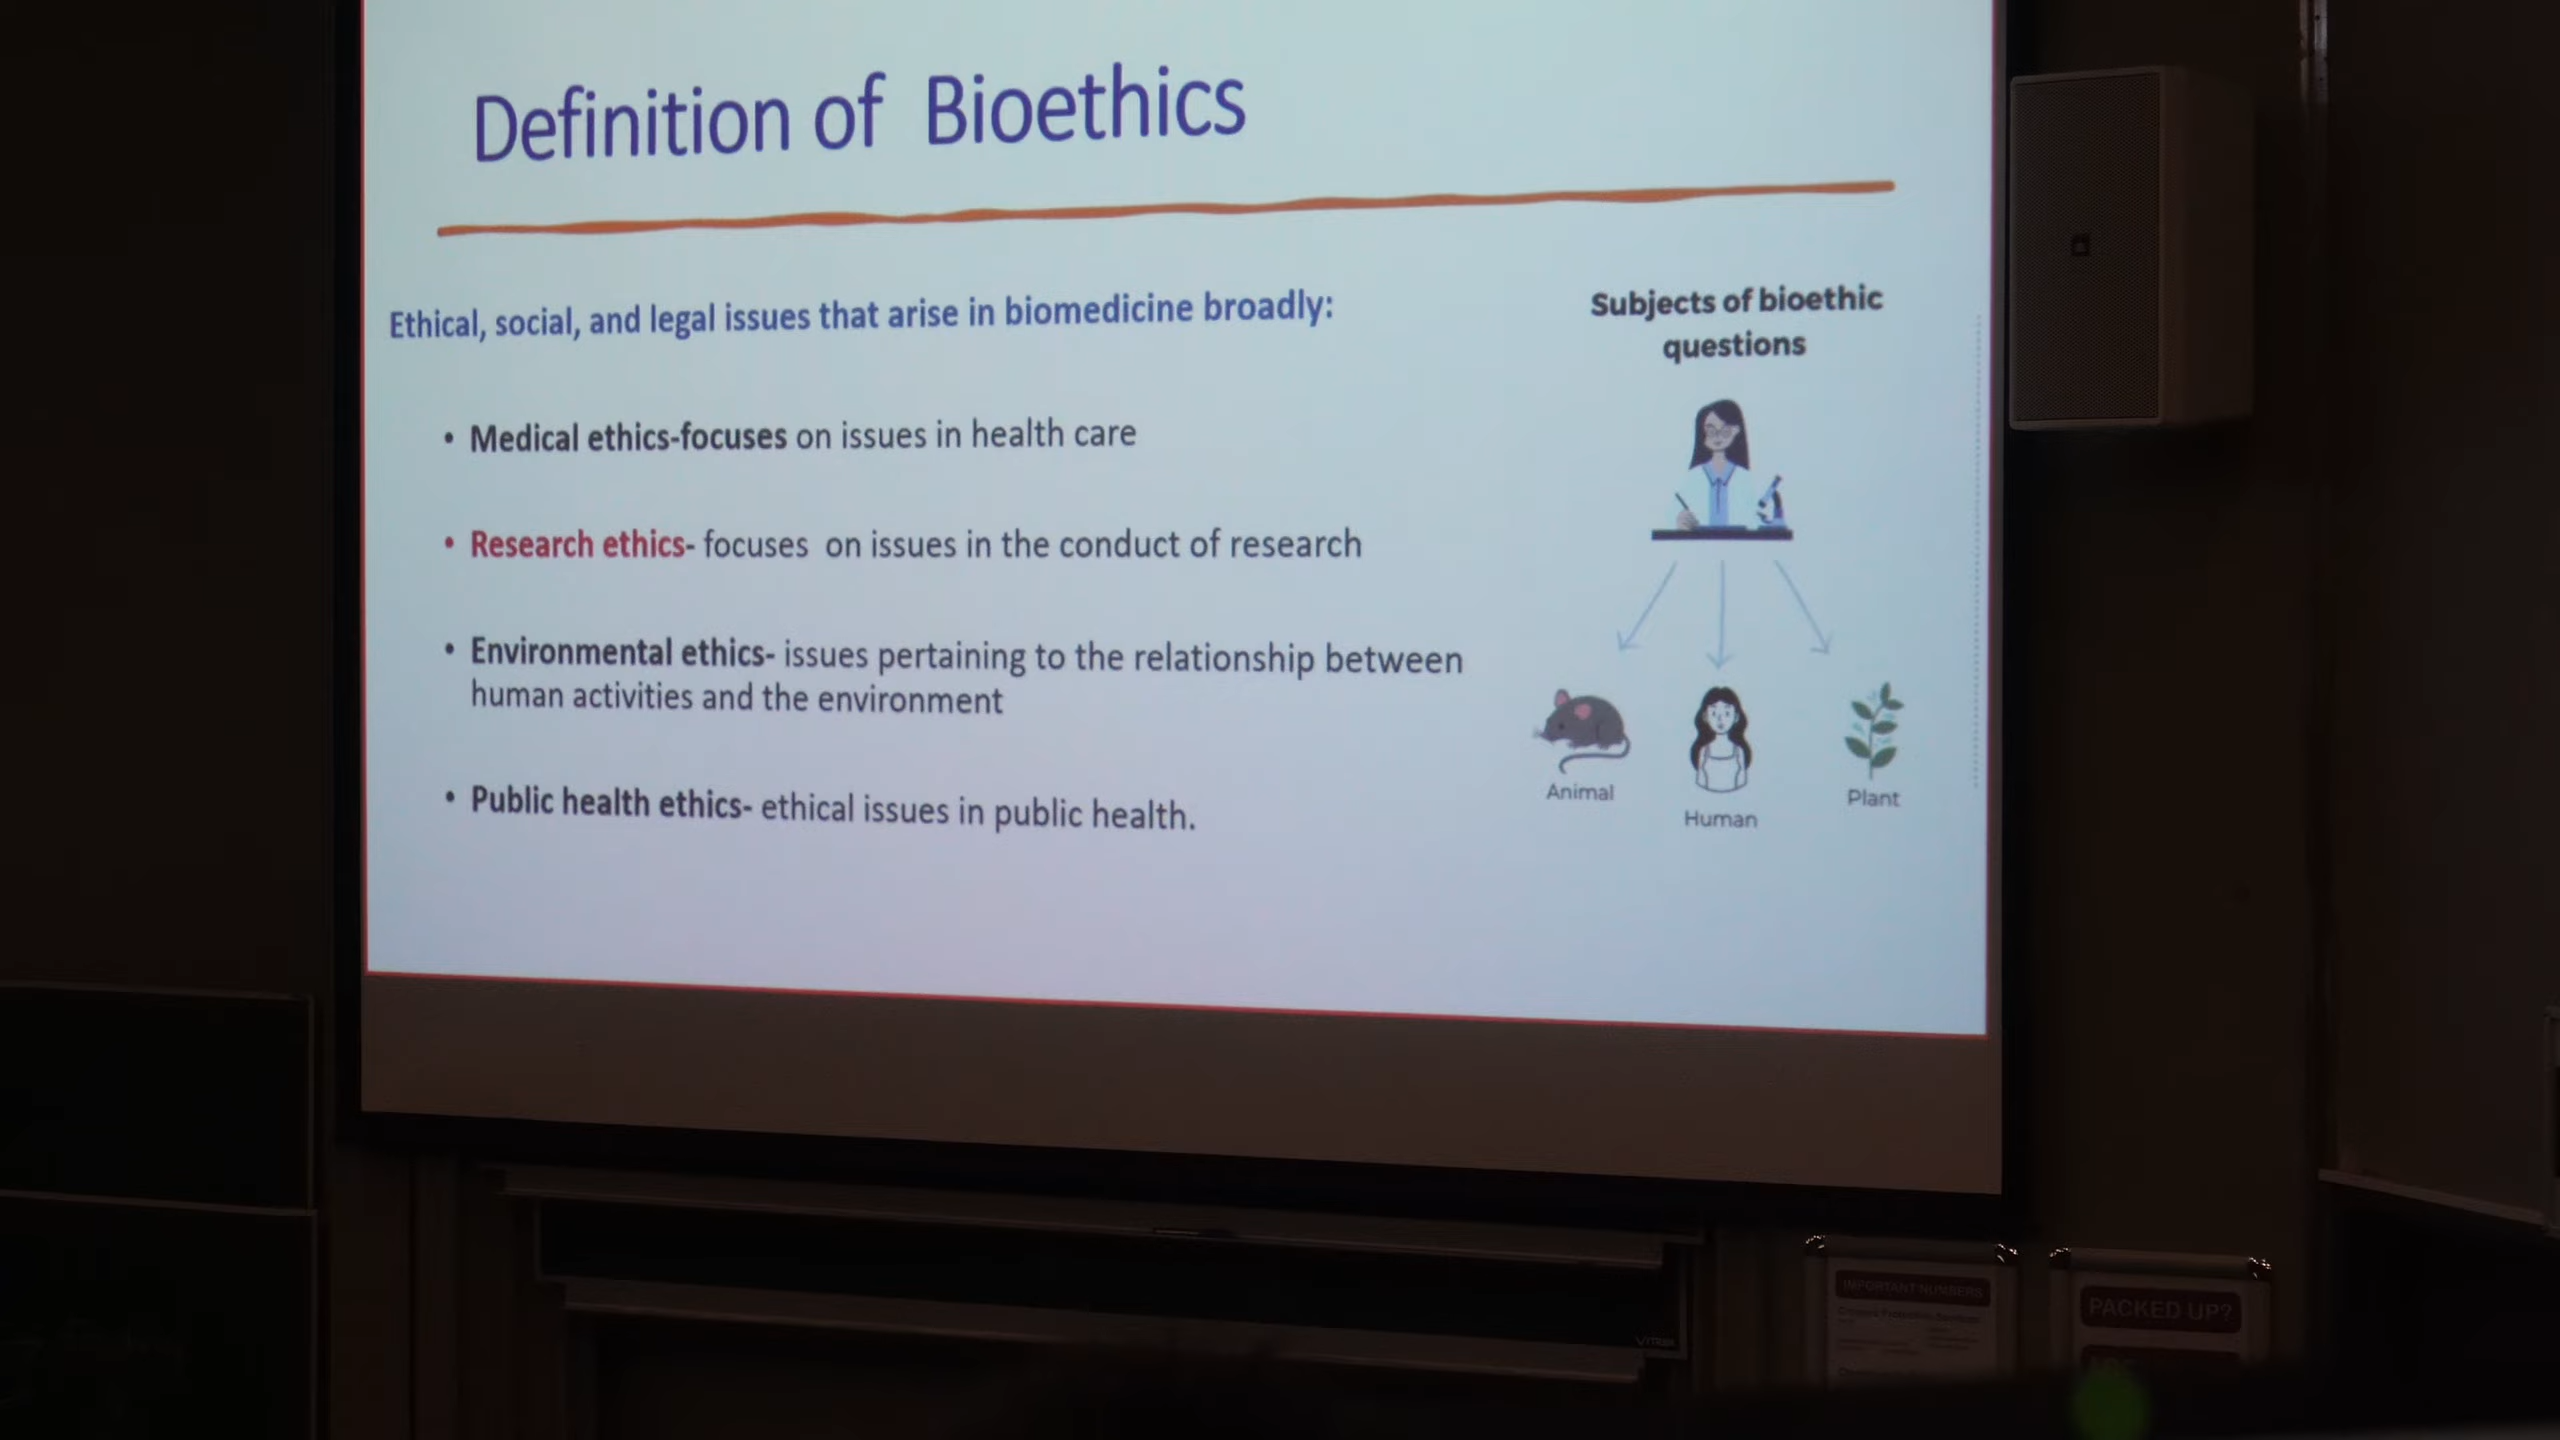 Definition of Bioethics
Ethical, social, and legal issues that arise in biomedicine broadly:
• Medical ethics-focuses on issues in health care
• Research ethics- focuses on issues in the conduct of research
• Environmental ethics- issues pertaining to the relationship between
human activities and the environment
• Public health ethics- ethical issues in public health.
Subjects of bioethic
questions
Animal
Human
Plant
IMPORTANT NUMBERS
PACKED UP?